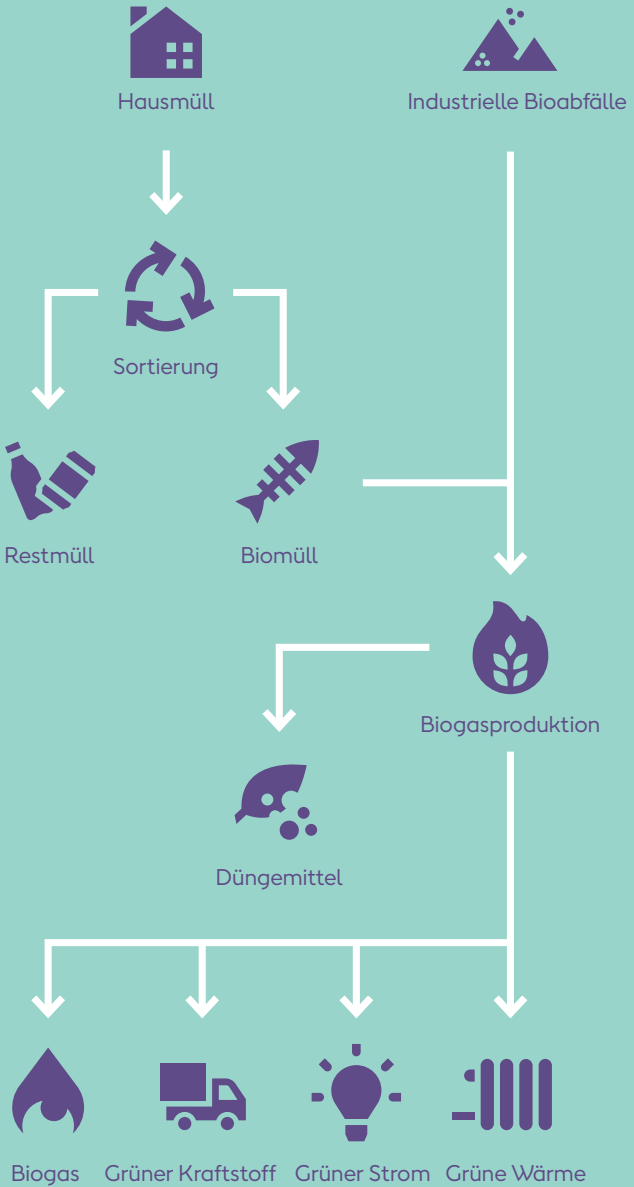 Hausmüll
Industrielle Bioabfälle
Sortierung
Restmüll
Biomüll
Biogasproduktion
Düngemittel
Biogas
Grüner Kraftstoff
Grüner Strom
Grüne Wärme